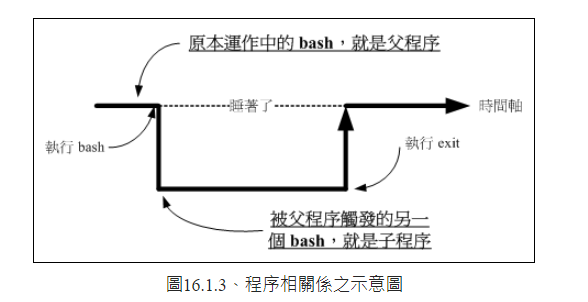 原本運作中的 bash，就是父程序
睡著了
時間軸
執行 bash
執行 exit
被父程序觸發的另一
個 bash，就是子程序
圖16.1.3、程序相關係之示意圖